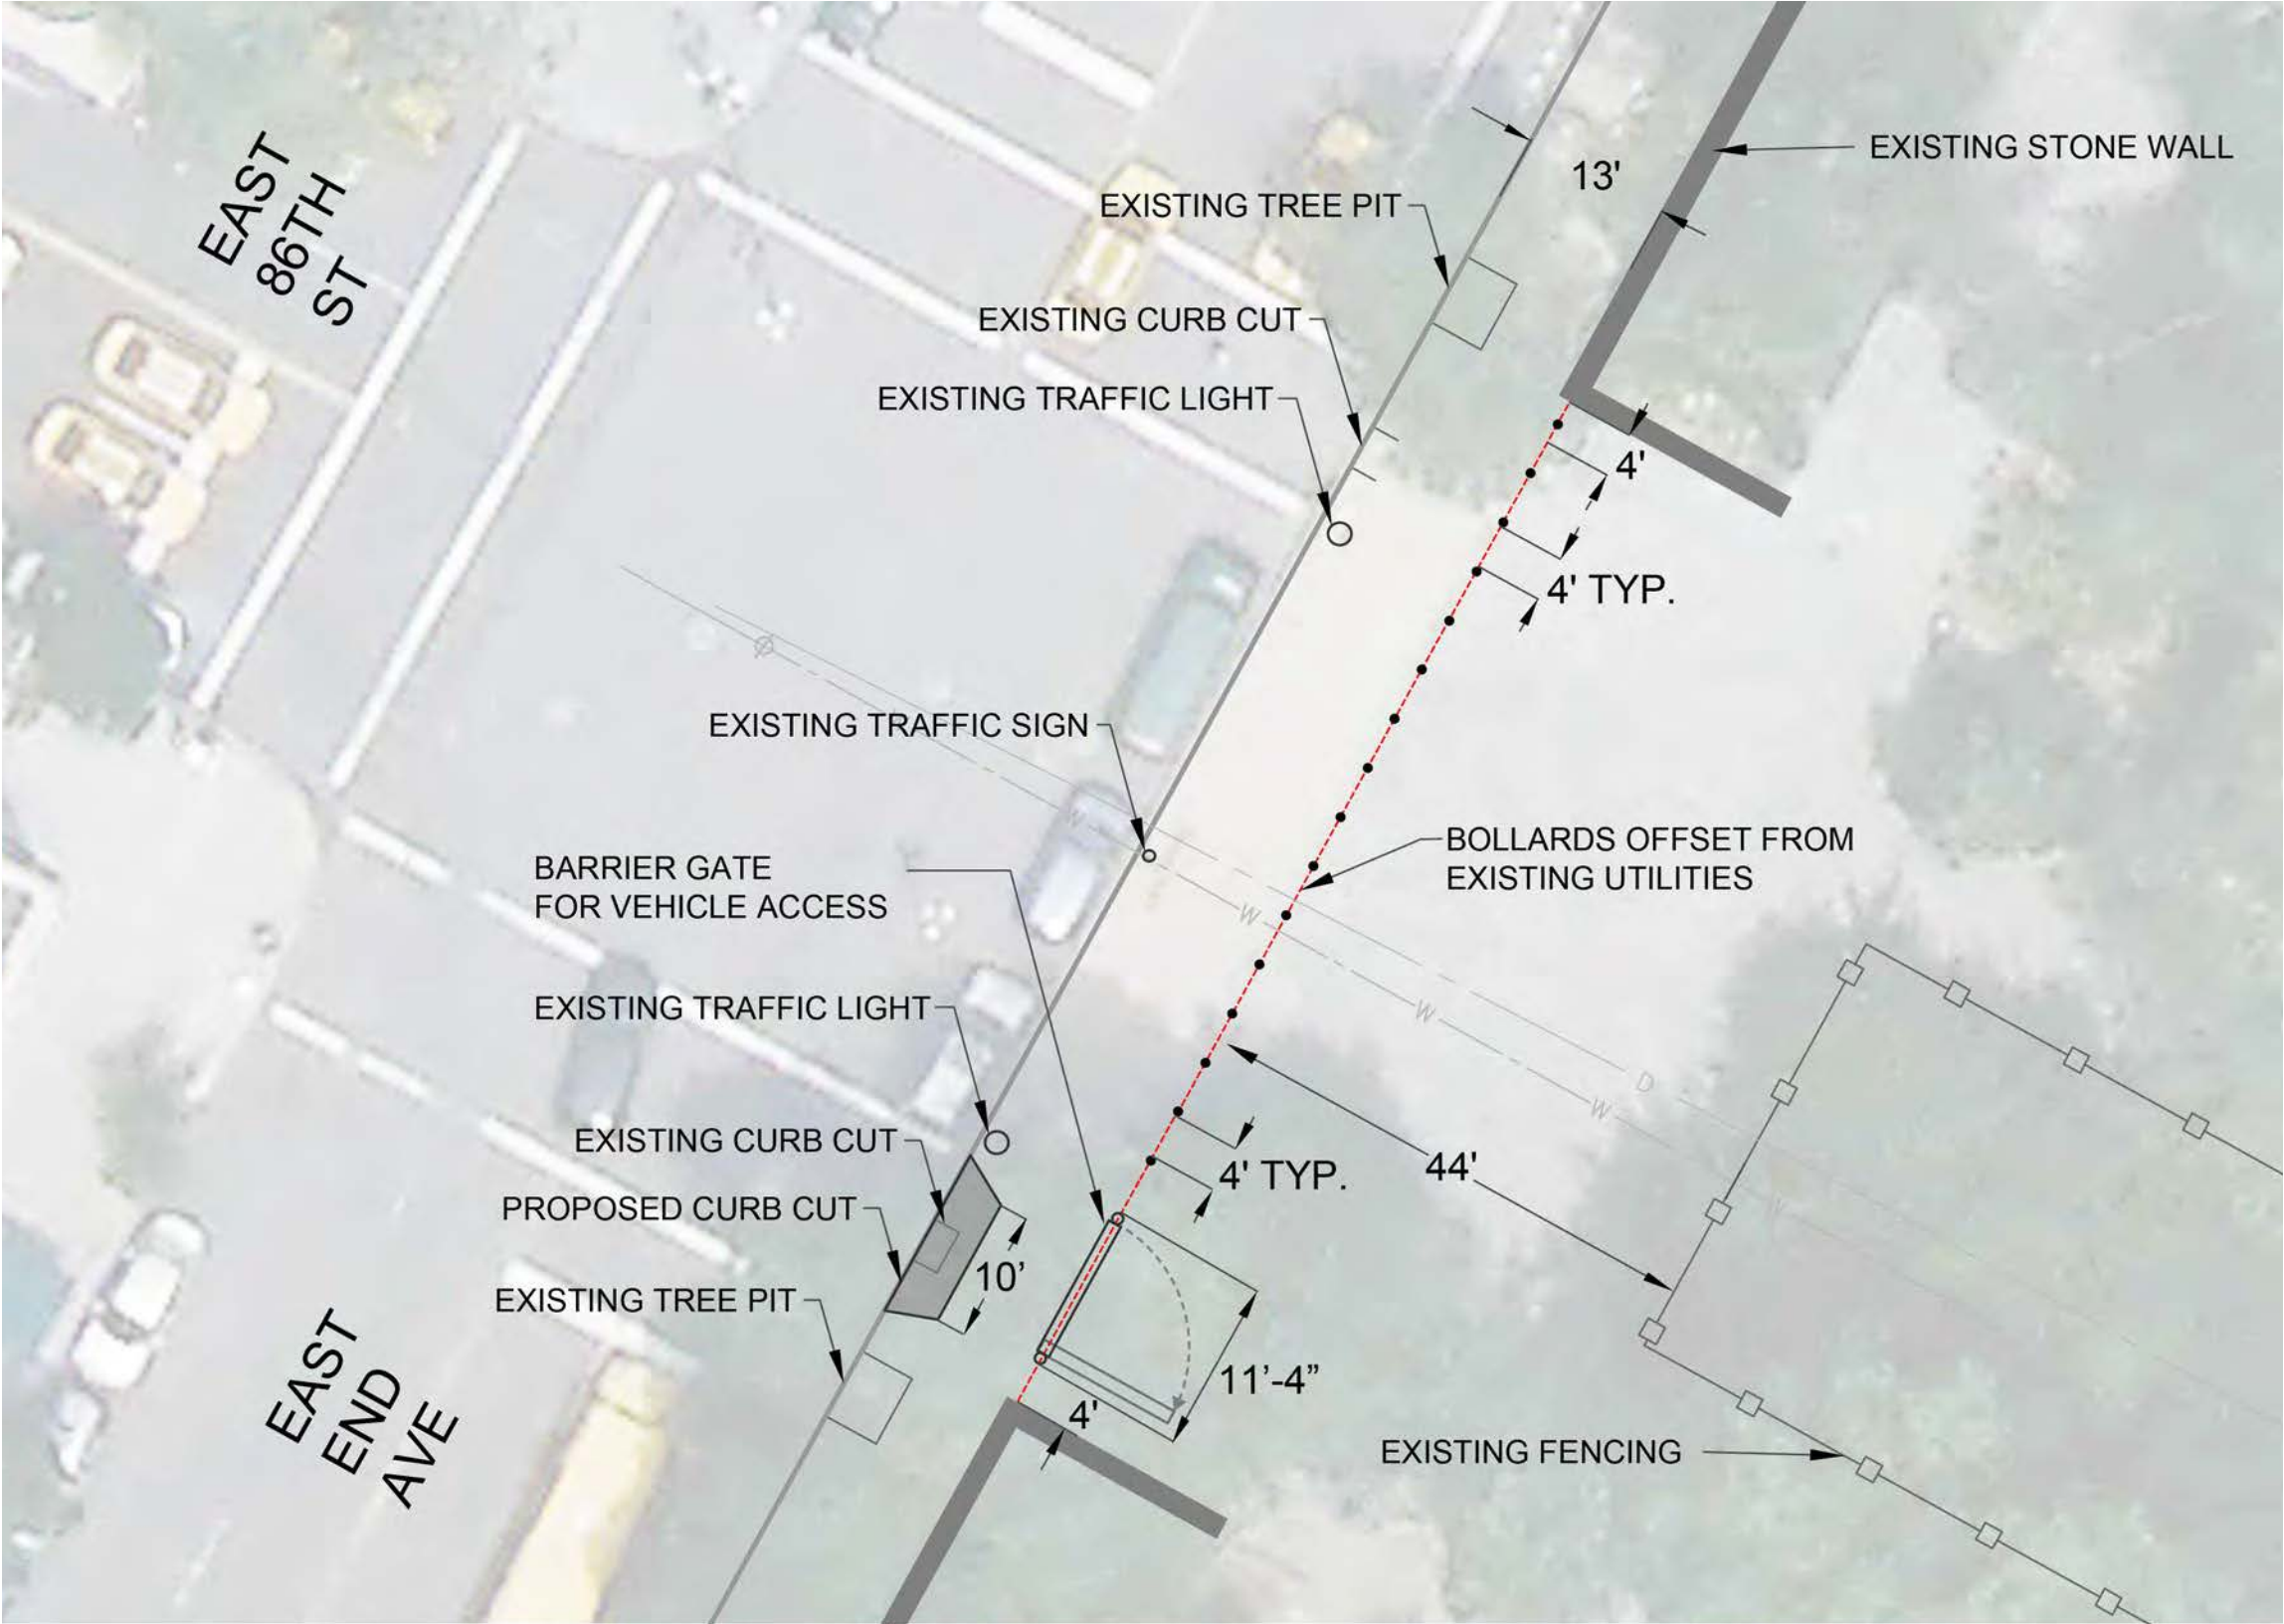 EAST
86TH
ST
EXISTING STONE WALL
13'
EXISTING TREE PIT
EXISTING CURB CUT
EXISTING TRAFFIC LIGHT
4'
4' TYP.
EXISTING TRAFFIC SIGN
W
BOLLARDS OFFSET FROM
EXISTING UTILITIES
BARRIER GATE
FOR VEHICLE ACCESS
W
EXISTING TRAFFIC LIGHT
W
D
W
EXISTING CURB CUT
44'
4' TYP.
PROPOSED CURB CUT
W
10'
EXISTING TREE PIT
11'-4”
4'
EAST
END
AVE
EXISTING FENCING